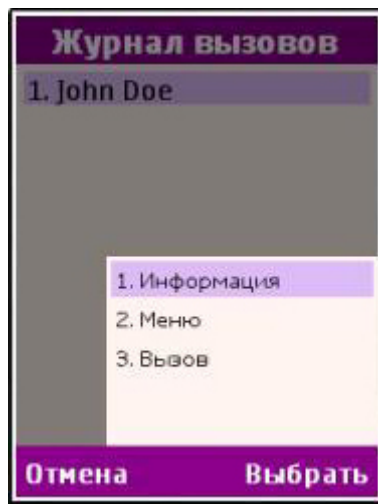 Журнал вызовов
1. John Doe
1. Информация
2. Меню
3. Вызов
Отмена Выбрать